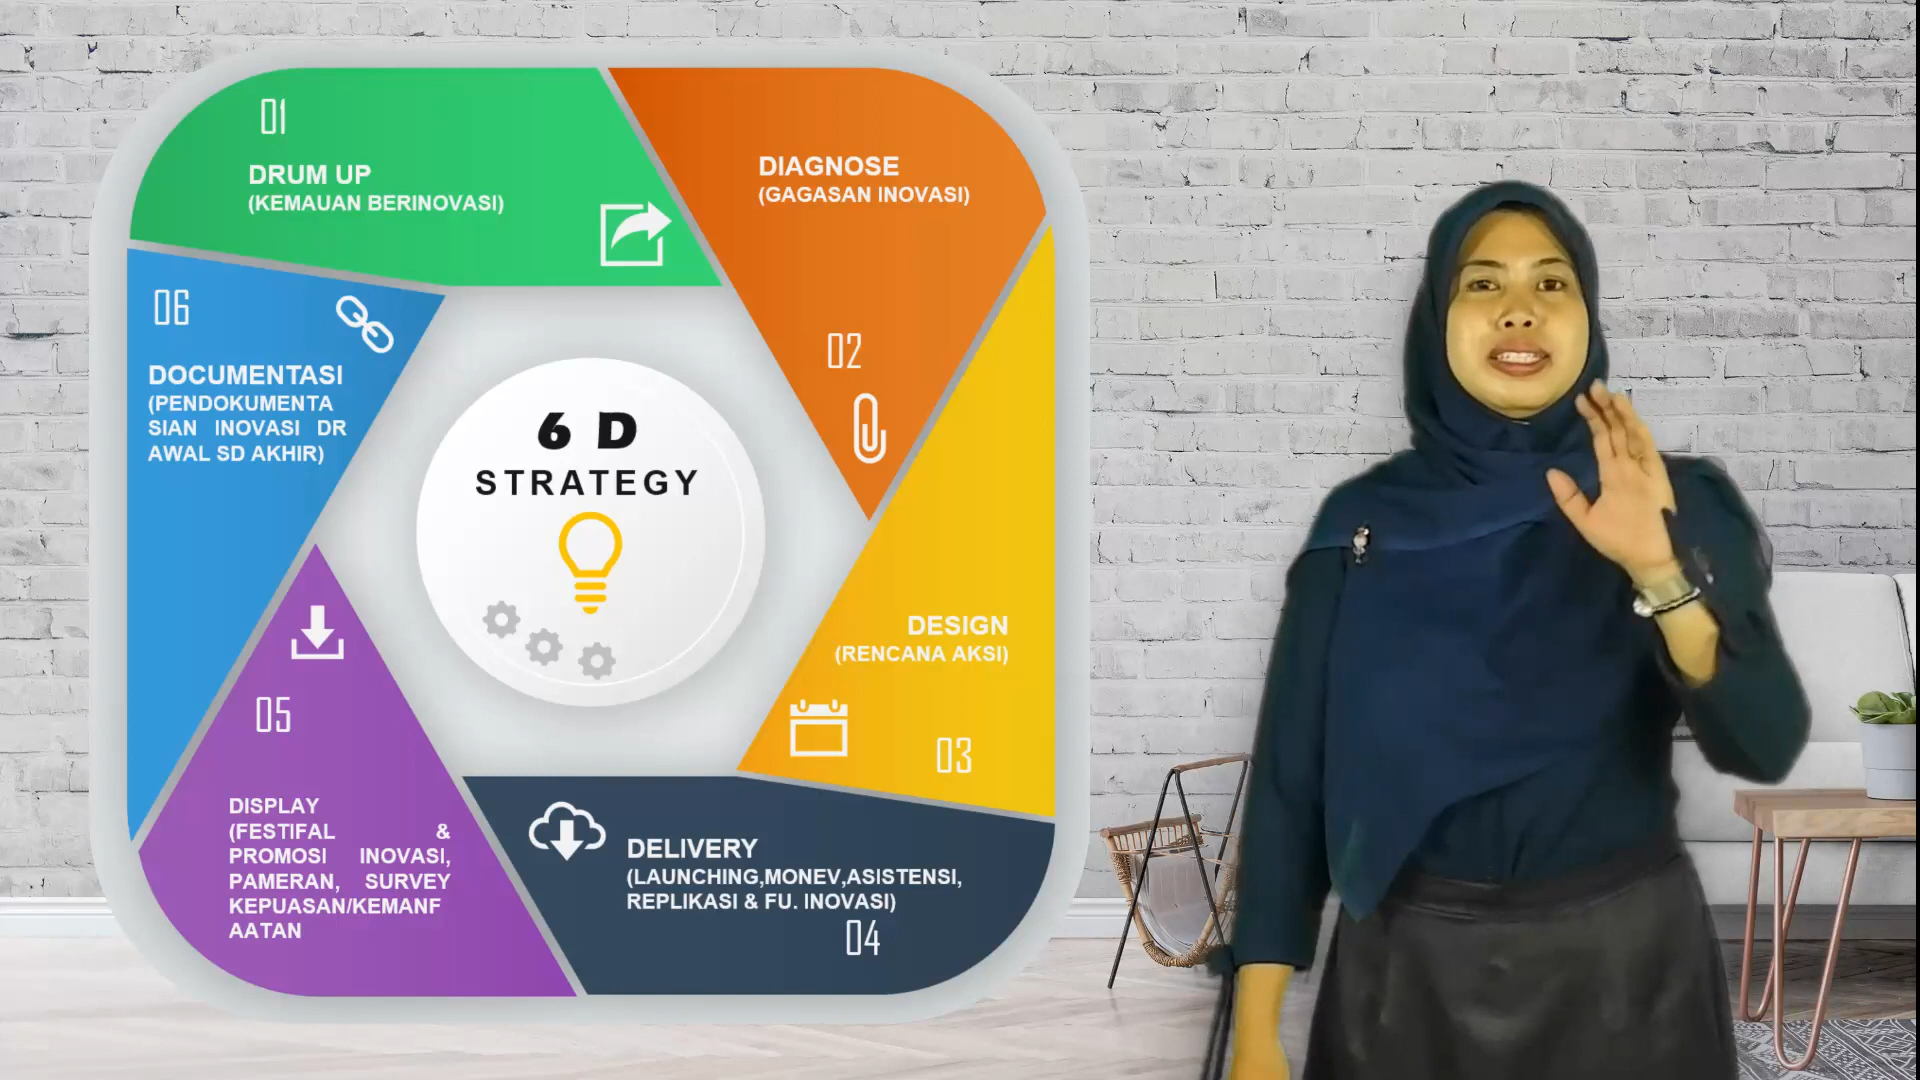 01
DRUM UP
(KEMAUAN BERINOVASI)
DIAGNOSE
(GAGASAN INOVASI)
02
DESIGN
(RENCANA AKSI)
03
DELIVERY
(LAUNCHING,MONEV,ASISTENSI,
REPLIKASI & FU. INOVASI)
04
05
DISPLAY
(FESTIFAL &
PROMOSI INOVASI,
PAMERAN, SURVEY
KEPUASAN/KEMANF
AATAN
06
DOCUMENTASI
(PENDOKUMENTA
SIAN INOVASI DR
AWAL SD AKHIR)
6 D
STRATEGY